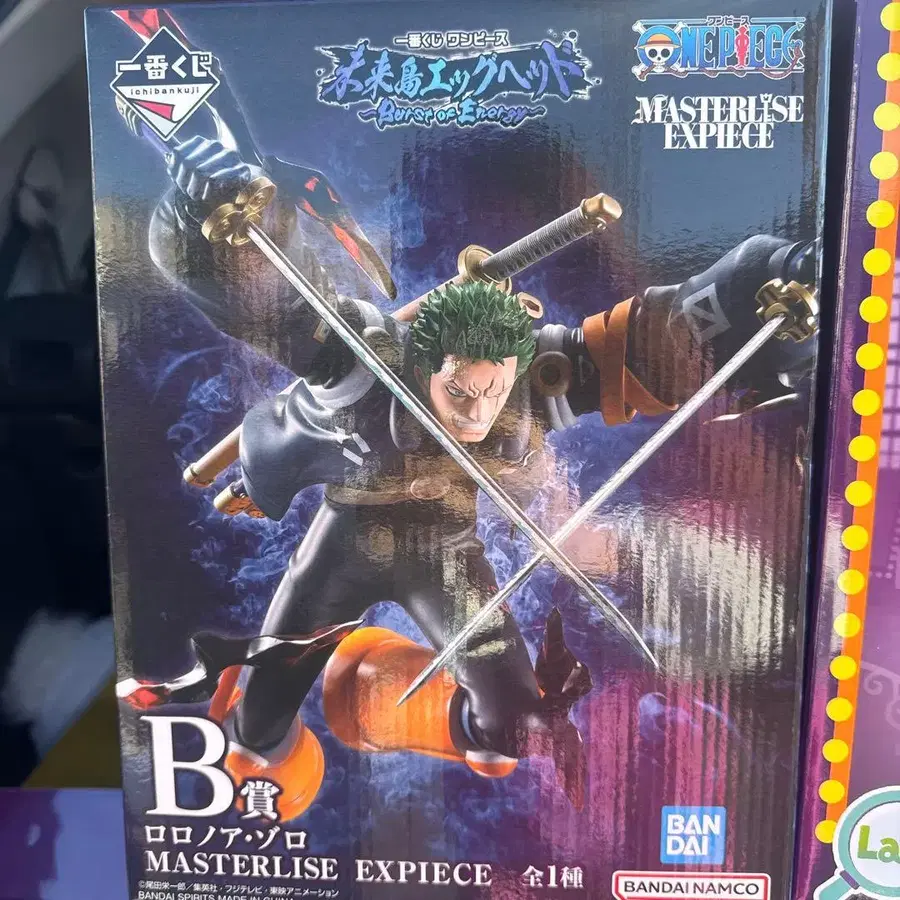 一番くじ
ichibankuji
一番くじ ワンピース
未来島エッグヘッド
~Burst of Energy~
ワンピース
ONE PIECE
MASTERLISE
EXPIECE
B賞
ロロノア・ゾロ
MASTERLISE EXPIECE 全1種
©尾田栄一郎/集英社・フジテレビ・東映アニメーション
BANDAI SPIRITS MADE IN CHINA
BAN
DAI
BANDAI NAMCO
La